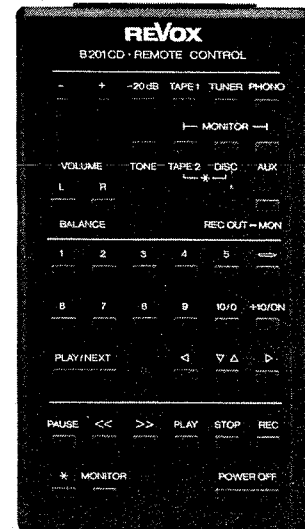 REVOX
B201CD · REMOTE CONTROL
- + -20 dB TAPE 1 TUNER PHONO
MONITOR
VOLUME TONE TAPE 2 DISC AUX
L R *
BALANCE REC OUT - MON
1 2 3 4 5
6 7 8 9 10/0 +10/ON
PLAY/NEXT ◁ ▽ △ ▷
PAUSE << >> PLAY STOP REC
* MONITOR POWER OFF